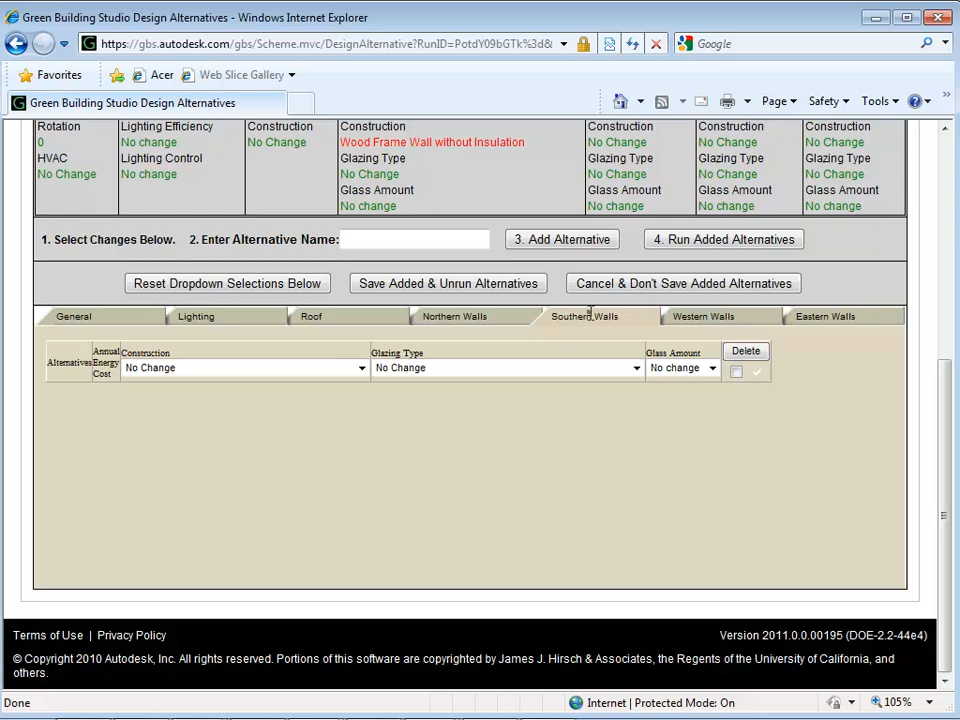 Green Building Studio Design Alternatives - Windows Internet Explorer
https://gbs.autodesk.com/gbs/Scheme.mvc/DesignAlternative?RunID=PotdY09bGTk%3d& Google
Favorites Acer Web Slice Gallery
Green Building Studio Design Alternatives Page Safety Tools
Rotation Lighting Efficiency Construction Construction Construction Construction Construction
0 No change No Change Wood Frame Wall without Insulation No Change No Change No Change
HVAC Lighting Control Glazing Type Glazing Type Glazing Type Glazing Type
No Change No change No Change No Change No Change No Change
Glass Amount Glass Amount Glass Amount Glass Amount
No change No change No change No change
1. Select Changes Below. 2. Enter Alternative Name: 3. Add Alternative 4. Run Added Alternatives
Reset Dropdown Selections Below Save Added & Unrun Alternatives Cancel & Don't Save Added Alternatives
General Lighting Roof Northern Walls Southern Walls Western Walls Eastern Walls
Alternatives Annual Energy Cost Construction Glazing Type Glass Amount Delete
No Change No Change No change
Terms of Use | Privacy Policy Version 2011.0.0.00195 (DOE-2.2-44e4)
© Copyright 2010 Autodesk, Inc. All rights reserved. Portions of this software are copyrighted by James J. Hirsch & Associates, the Regents of the University of California, and
others.
Done Internet | Protected Mode: On 105%